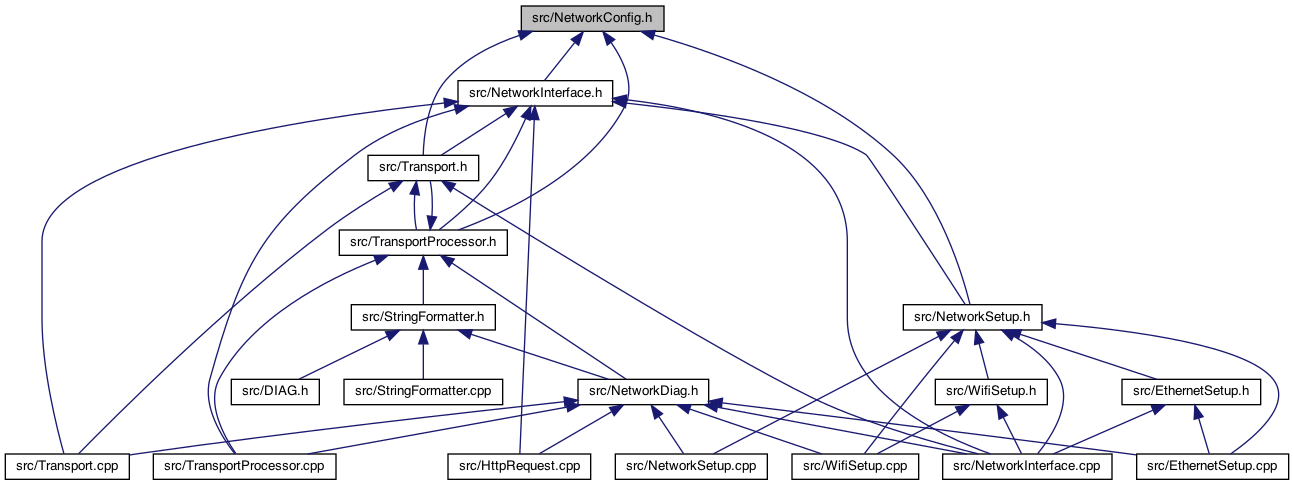 src/NetworkConfig.h
src/NetworkInterface.h
src/Transport.h
src/TransportProcessor.h
src/StringFormatter.h
src/NetworkSetup.h
src/DIAG.h
src/StringFormatter.cpp
src/NetworkDiag.h
src/WifiSetup.h
src/EthernetSetup.h
src/Transport.cpp
src/TransportProcessor.cpp
src/HttpRequest.cpp
src/NetworkSetup.cpp
src/WifiSetup.cpp
src/NetworkInterface.cpp
src/EthernetSetup.cpp